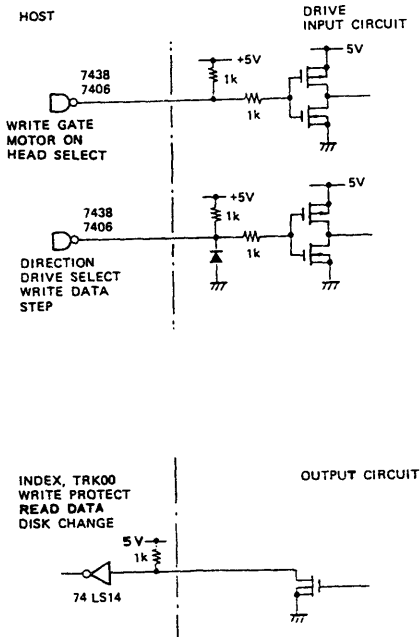 HOST
DRIVE
INPUT CIRCUIT
5V
+5V
1k
7438
7406
1k
WRITE GATE
MOTOR ON
HEAD SELECT
5V
+5V
1k
7438
7406
1k
DIRECTION
DRIVE SELECT
WRITE DATA
STEP
INDEX, TRK00
WRITE PROTECT
READ DATA
DISK CHANGE
OUTPUT CIRCUIT
5V
1k
74 LS14